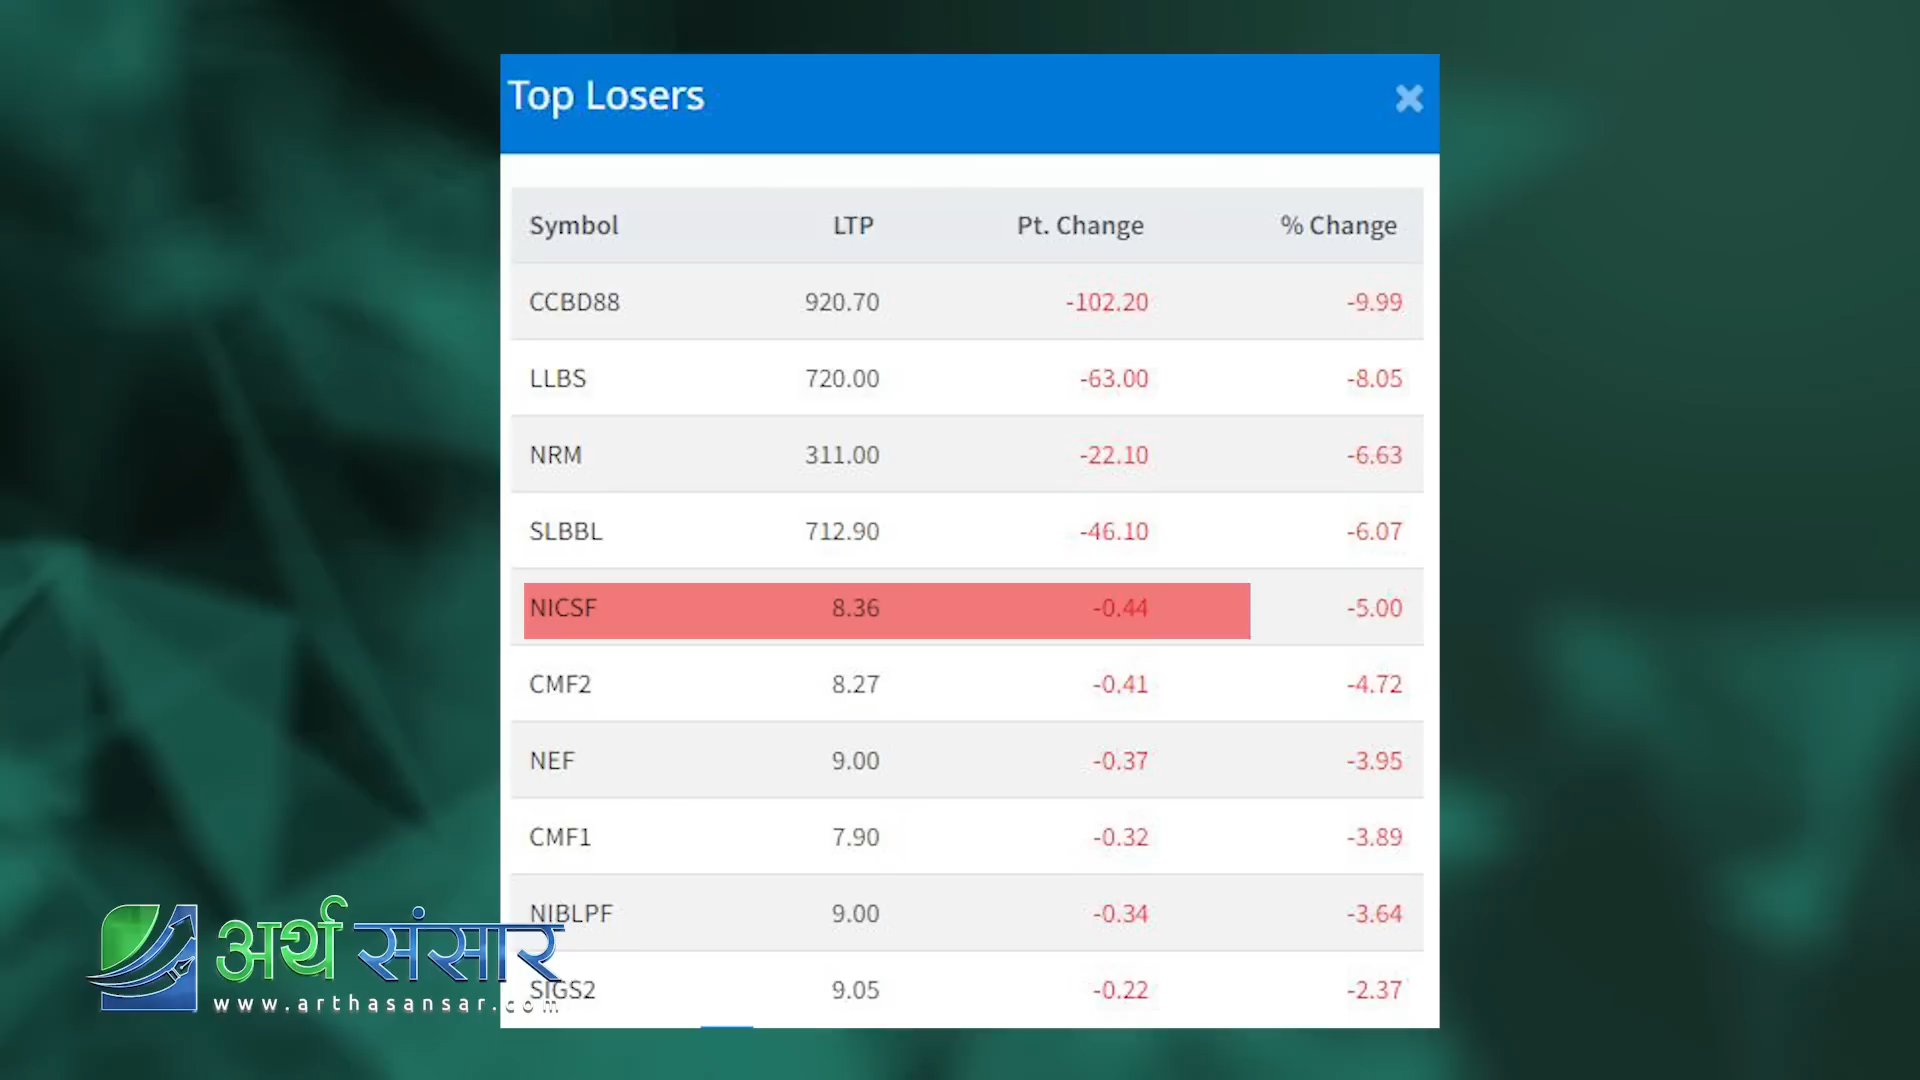 Top Losers ×
Symbol LTP Pt. Change % Change
CCBD88 920.70 -102.20 -9.99
LLBS 720.00 -63.00 -8.05
NRM 311.00 -22.10 -6.63
SLBBL 712.90 -46.10 -6.07
NICSF 8.36 -0.44 -5.00
CMF2 8.27 -0.41 -4.72
NEF 9.00 -0.37 -3.95
CMF1 7.90 -0.32 -3.89
NIBLPF 9.00 -0.34 -3.64
SIGS2 9.05 -0.22 -2.37
अर्थ संसार
www.arthasansar.com